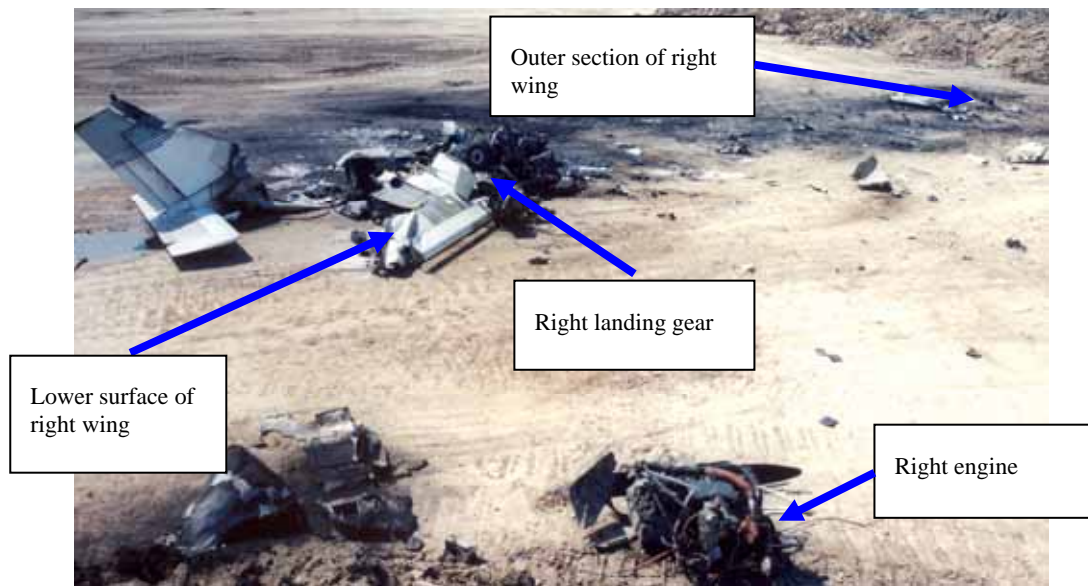 Outer section of right
wing
Right landing gear
Lower surface of
right wing
Right engine